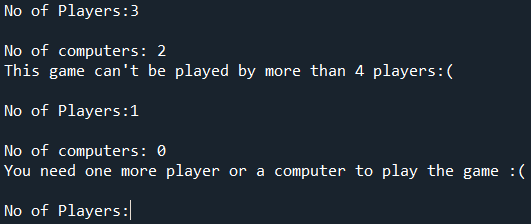 No of Players:3
No of computers: 2
This game can't be played by more than 4 players:(
No of Players:1
No of computers: 0
You need one more player or a computer to play the game :(
No of Players: